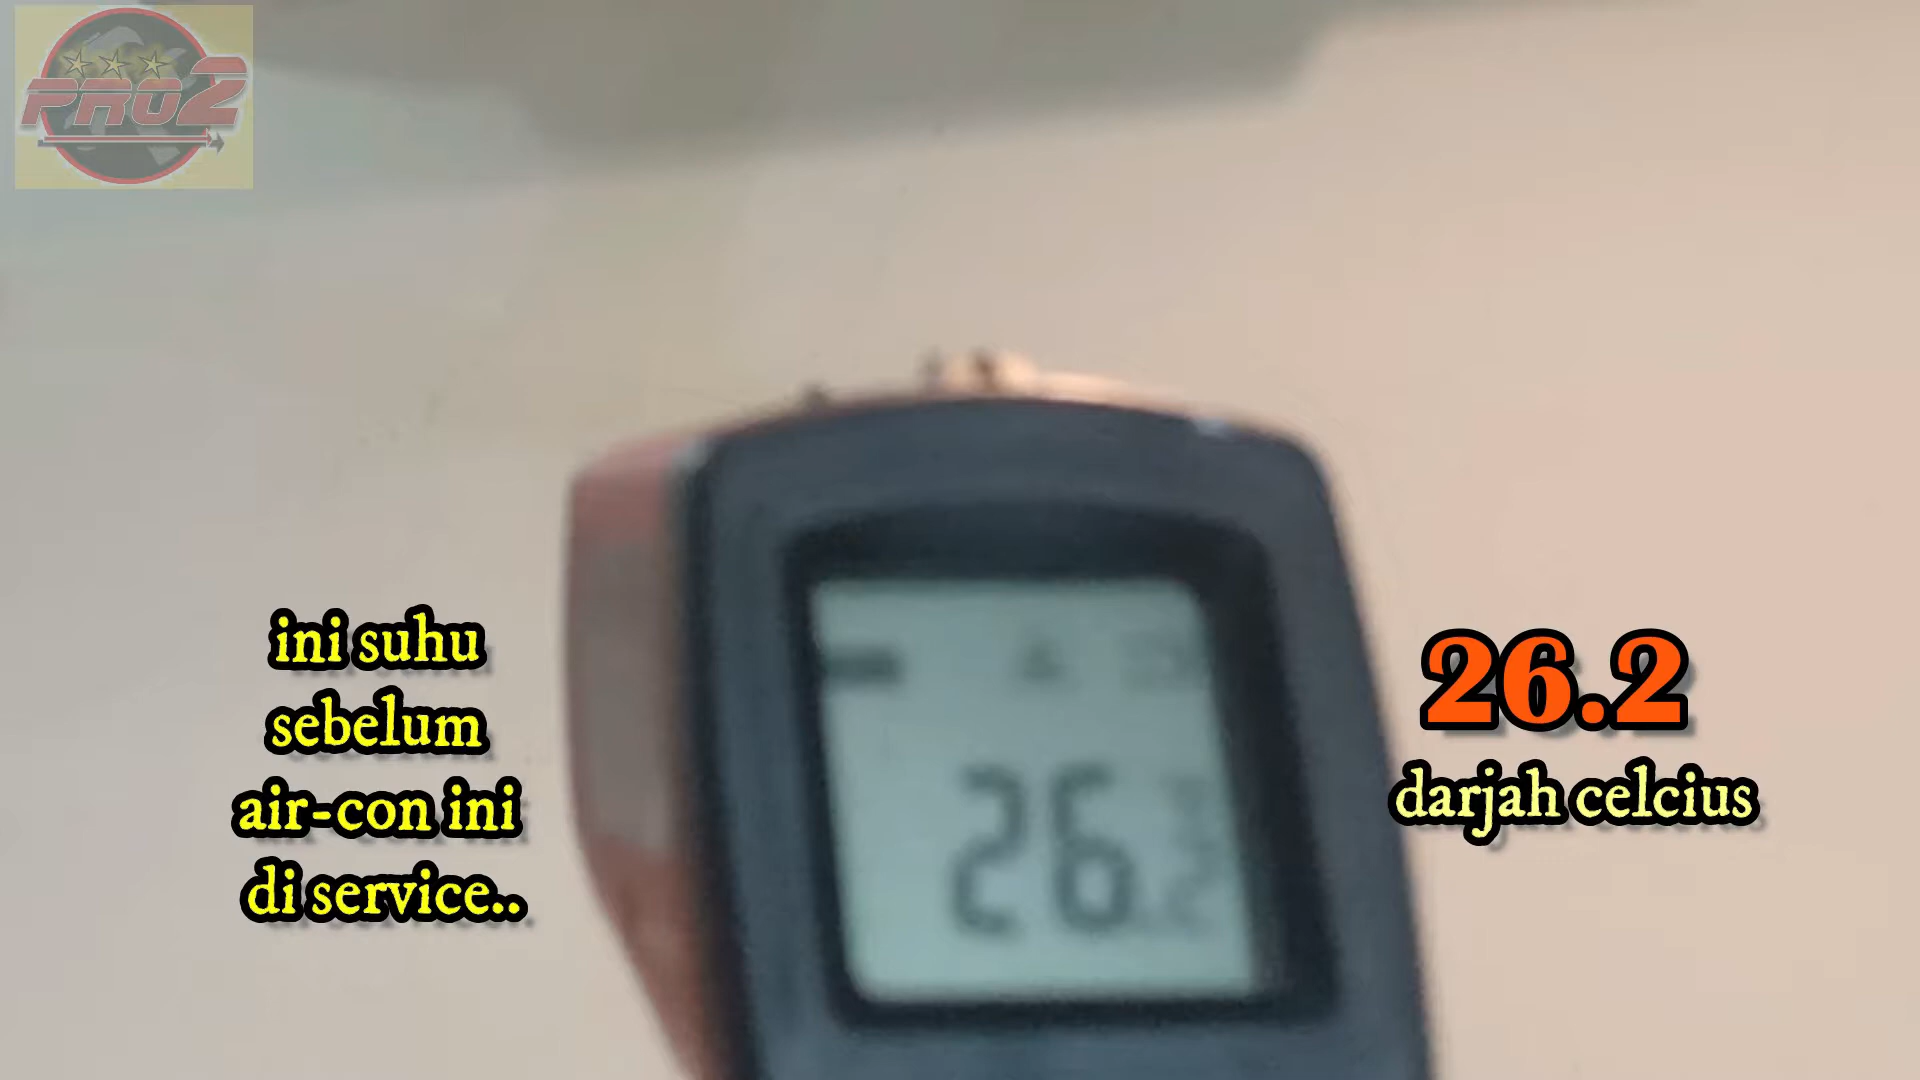 PRO2
ini suhu
sebelum
air-con ini
di service..
26.2
darjah celcius
26.2